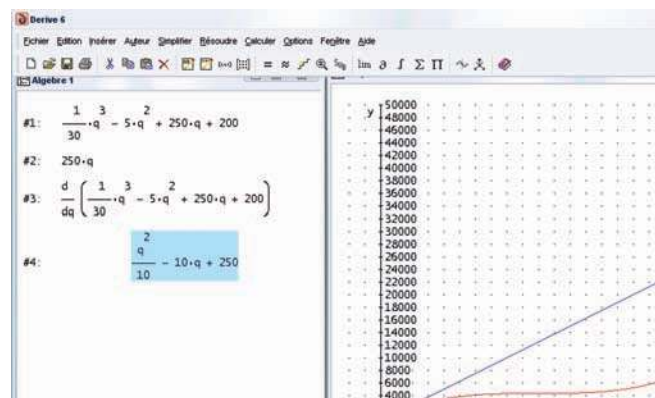 Derive 6
Fichier Edition Insérer Auteur Simplifier Résoudre Calculer Options Fenêtre Aide
= ≈ lim ∂ ∫ Σ Π
Algèbre 1
#1: 1/30·q^3 - 5·q^2 + 250·q + 200
#2: 250·q
#3: d/dq (1/30·q^3 - 5·q^2 + 250·q + 200)
#4: q^2/10 - 10·q + 250
y
50000
48000
46000
44000
42000
40000
38000
36000
34000
32000
30000
28000
26000
24000
22000
20000
18000
16000
14000
12000
10000
8000
6000
4000